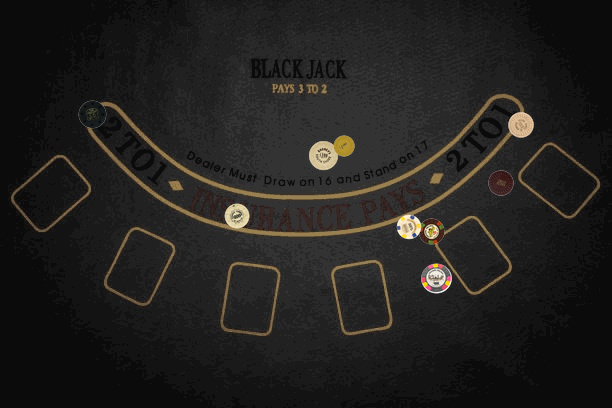 BLACK JACK
PAYS 3 TO 2
Dealer Must Draw on 16 and Stand on 17
2 TO 1
INSURANCE PAYS
2 TO 1